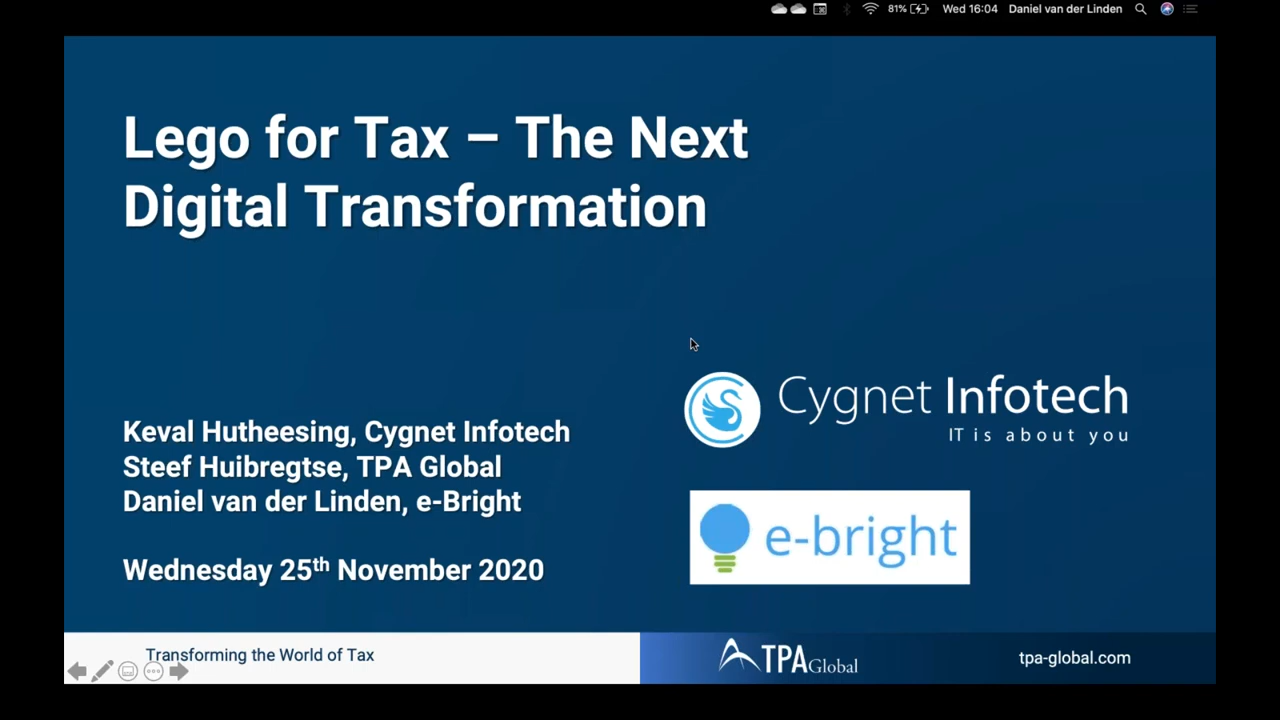 81% Wed 16:04 Daniel van der Linden
Lego for Tax – The Next
Digital Transformation
Cygnet Infotech
IT is about you
Keval Hutheesing, Cygnet Infotech
Steef Huibregtse, TPA Global
Daniel van der Linden, e-Bright
e-bright
Wednesday 25th November 2020
Transforming the World of Tax
TPA Global
tpa-global.com